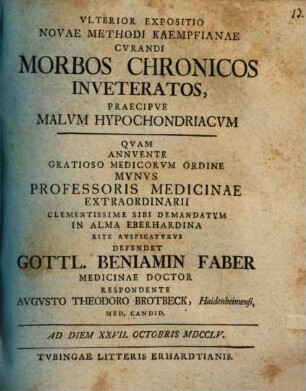 13.
VLTERIOR EXPOSITIO
NOVAE METHODI KAEMPFIANAE
CVRANDI
MORBOS CHRONICOS
INVETERATOS,
PRAECIPVE
MALVM HYPOCHONDRIACVM
QVAM
ANNVENTE
GRATIOSO MEDICORVM ORDINE
MVNVS
PROFESSORIS MEDICINAE
EXTRAORDINARII
CLEMENTISSIME SIBI DEMANDATVM
IN ALMA EBERHARDINA
RITE AVSPICATVRVS
DEFENDET
GOTTL. BENIAMIN FABER
MEDICINAE DOCTOR
RESPONDENTE
AVGVSTO THEODORO BROTBECK, Haidenheimensi,
MED. CANDID.
AD DIEM XXVII. OCTOBRIS MDCCLV.
TVBINGAE LITTERIS ERHARDTIANIS.